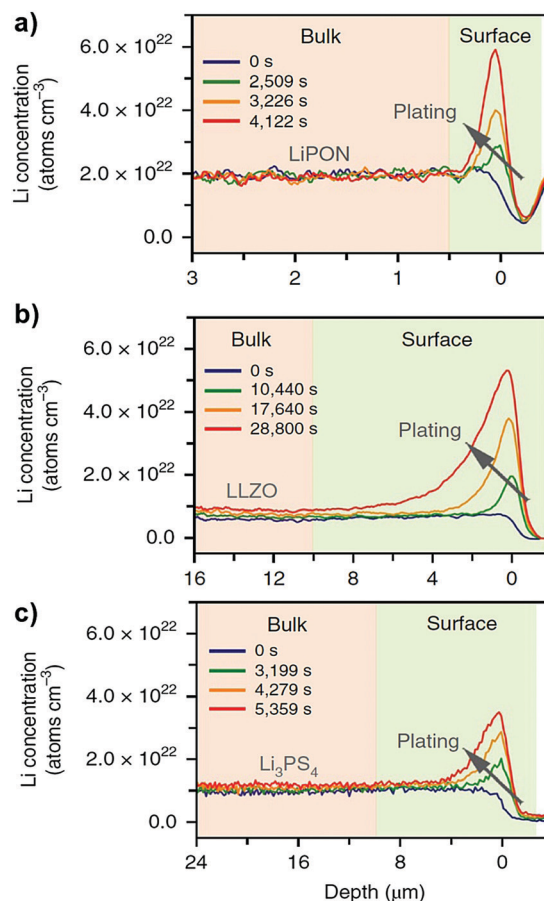 a)
Bulk
Surface
6.0 × 10²²
4.0 × 10²²
2.0 × 10²²
0.0
Li concentration
(atoms cm⁻³)
0 s
2,509 s
3,226 s
4,122 s
Plating
LiPON
3 2 1 0
b)
Bulk
Surface
6.0 × 10²²
4.0 × 10²²
2.0 × 10²²
0.0
Li concentration
(atoms cm⁻³)
0 s
10,440 s
17,640 s
28,800 s
Plating
LLZO
16 12 8 4 0
c)
Bulk
Surface
6.0 × 10²²
4.0 × 10²²
2.0 × 10²²
0.0
Li concentration
(atoms cm⁻³)
0 s
3,199 s
4,279 s
5,359 s
Plating
Li₃PS₄
24 16 8 0
Depth (μm)